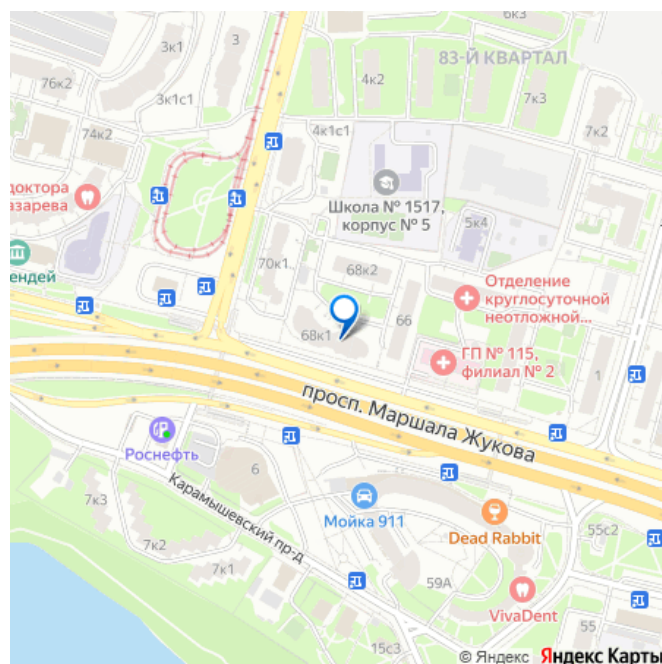 6к3
3к1
3
83-Й КВАРТАЛ
76к2
4к2
3к1с1
7к3
74к2
4к1с1
7к2
доктора
азарева
Школа № 1517,
корпус № 5
5к4
ендей
70к1
68к2
Отделение
круглосуточной
неотложной...
66
68к1
ГП № 115,
филиал № 2
1
просп. Маршала Жукова
Роснефть
6
Карамышевский пр-д
7к3
Мойка 911
Dead Rabbit
55с2
7к2
7к1
59А
VivaDent
55
15с3
© Яндекс Яндекс Карты